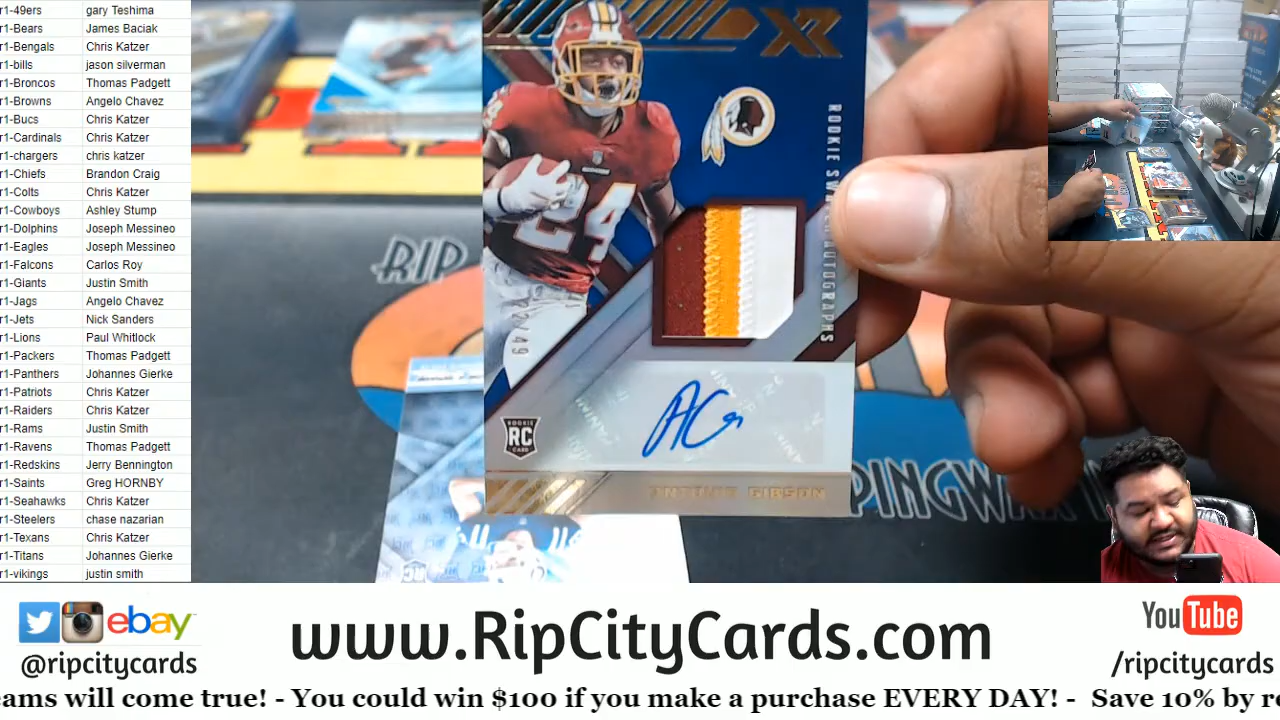 r1-49ers gary Teshima
r1-Bears James Baciak
r1-Bengals Chris Katzer
r1-bills jason silverman
r1-Broncos Thomas Padgett
r1-Browns Angelo Chavez
r1-Bucs Chris Katzer
r1-Cardinals Chris Katzer
r1-chargers chris katzer
r1-Chiefs Brandon Craig
r1-Colts Chris Katzer
r1-Cowboys Ashley Stump
r1-Dolphins Joseph Messineo
r1-Eagles Joseph Messineo
r1-Falcons Carlos Roy
r1-Giants Justin Smith
r1-Jags Angelo Chavez
r1-Jets Nick Sanders
r1-Lions Paul Whitlock
r1-Packers Thomas Padgett
r1-Panthers Johannes Gierke
r1-Patriots Chris Katzer
r1-Raiders Chris Katzer
r1-Rams Justin Smith
r1-Ravens Thomas Padgett
r1-Redskins Jerry Bennington
r1-Saints Greg HORNBY
r1-Seahawks Chris Katzer
r1-Steelers chase nazarian
r1-Texans Chris Katzer
r1-Titans Johannes Gierke
r1-vikings justin smith
XR
ROOKIE
AUTOGRAPHS
24
/49
AG
ROOKIE
RC
CARD
ANTONIO GIBSON
RIP
PINGWAX
ebay
@ripcitycards
www.RipCityCards.com
YouTube
/ripcitycards
eams will come true! - You could win $100 if you make a purchase EVERY DAY! - Save 10% by re